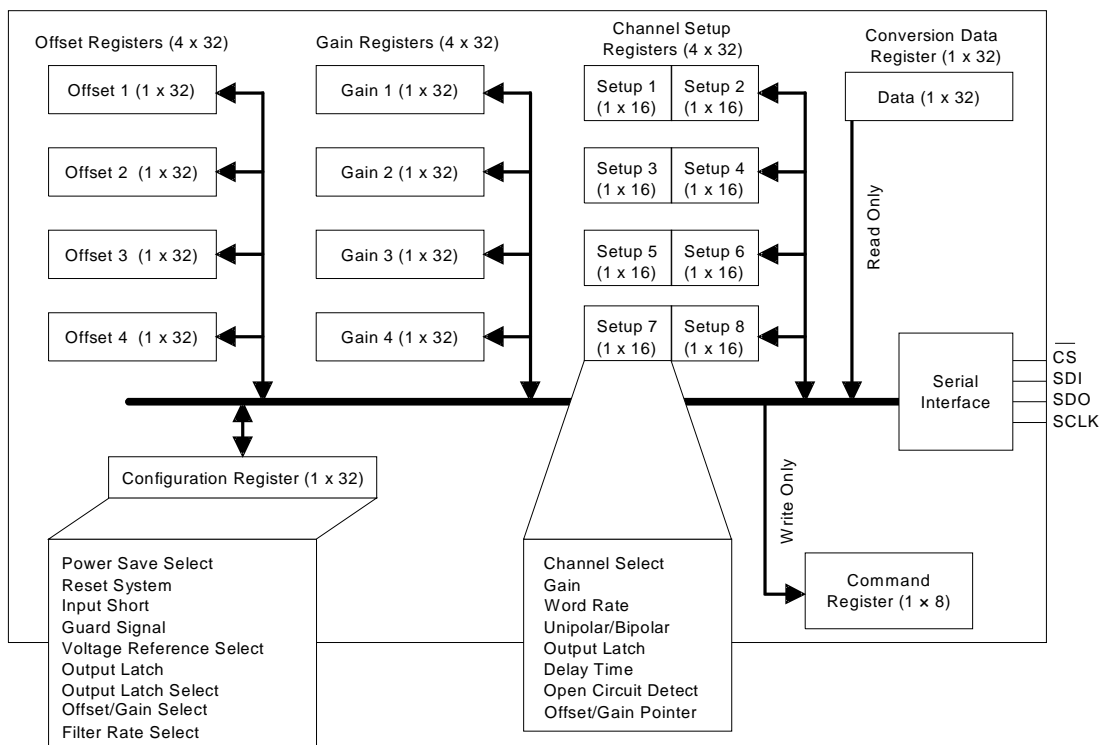 Offset Registers (4 x 32)
Offset 1 (1 x 32)
Offset 2 (1 x 32)
Offset 3 (1 x 32)
Offset 4 (1 x 32)
Gain Registers (4 x 32)
Gain 1 (1 x 32)
Gain 2 (1 x 32)
Gain 3 (1 x 32)
Gain 4 (1 x 32)
Channel Setup
Registers (4 x 32)
Setup 1
(1 x 16)
Setup 2
(1 x 16)
Setup 3
(1 x 16)
Setup 4
(1 x 16)
Setup 5
(1 x 16)
Setup 6
(1 x 16)
Setup 7
(1 x 16)
Setup 8
(1 x 16)
Conversion Data
Register (1 x 32)
Data (1 x 32)
Read Only
Serial
Interface
CS
SDI
SDO
SCLK
Configuration Register (1 x 32)
Power Save Select
Reset System
Input Short
Guard Signal
Voltage Reference Select
Output Latch
Output Latch Select
Offset/Gain Select
Filter Rate Select
Channel Select
Gain
Word Rate
Unipolar/Bipolar
Output Latch
Delay Time
Open Circuit Detect
Offset/Gain Pointer
Write Only
Command
Register (1 × 8)